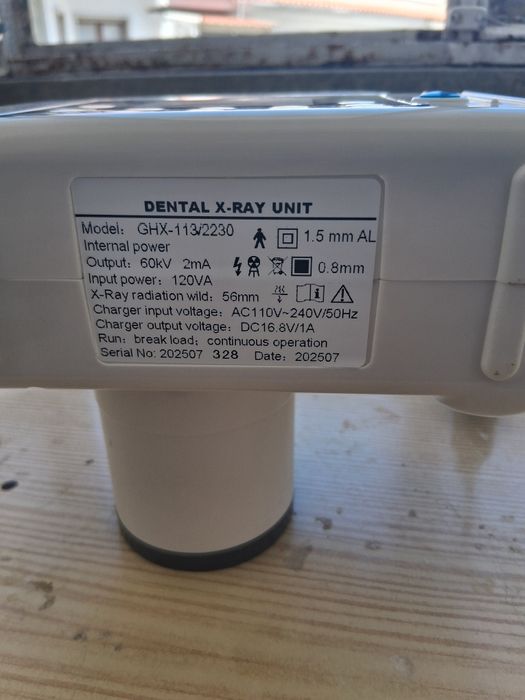 DENTAL X-RAY UNIT
Model: GHX-113/2230
1.5 mm AL
Internal power
Output: 60kV 2mA
0.8mm
Input power: 120VA
X-Ray radiation wild: 56mm
Charger input voltage: AC110V~240V/50Hz
Charger output voltage: DC16.8V/1A
Run: break load; continuous operation
Serial No: 202507 328 Date: 202507